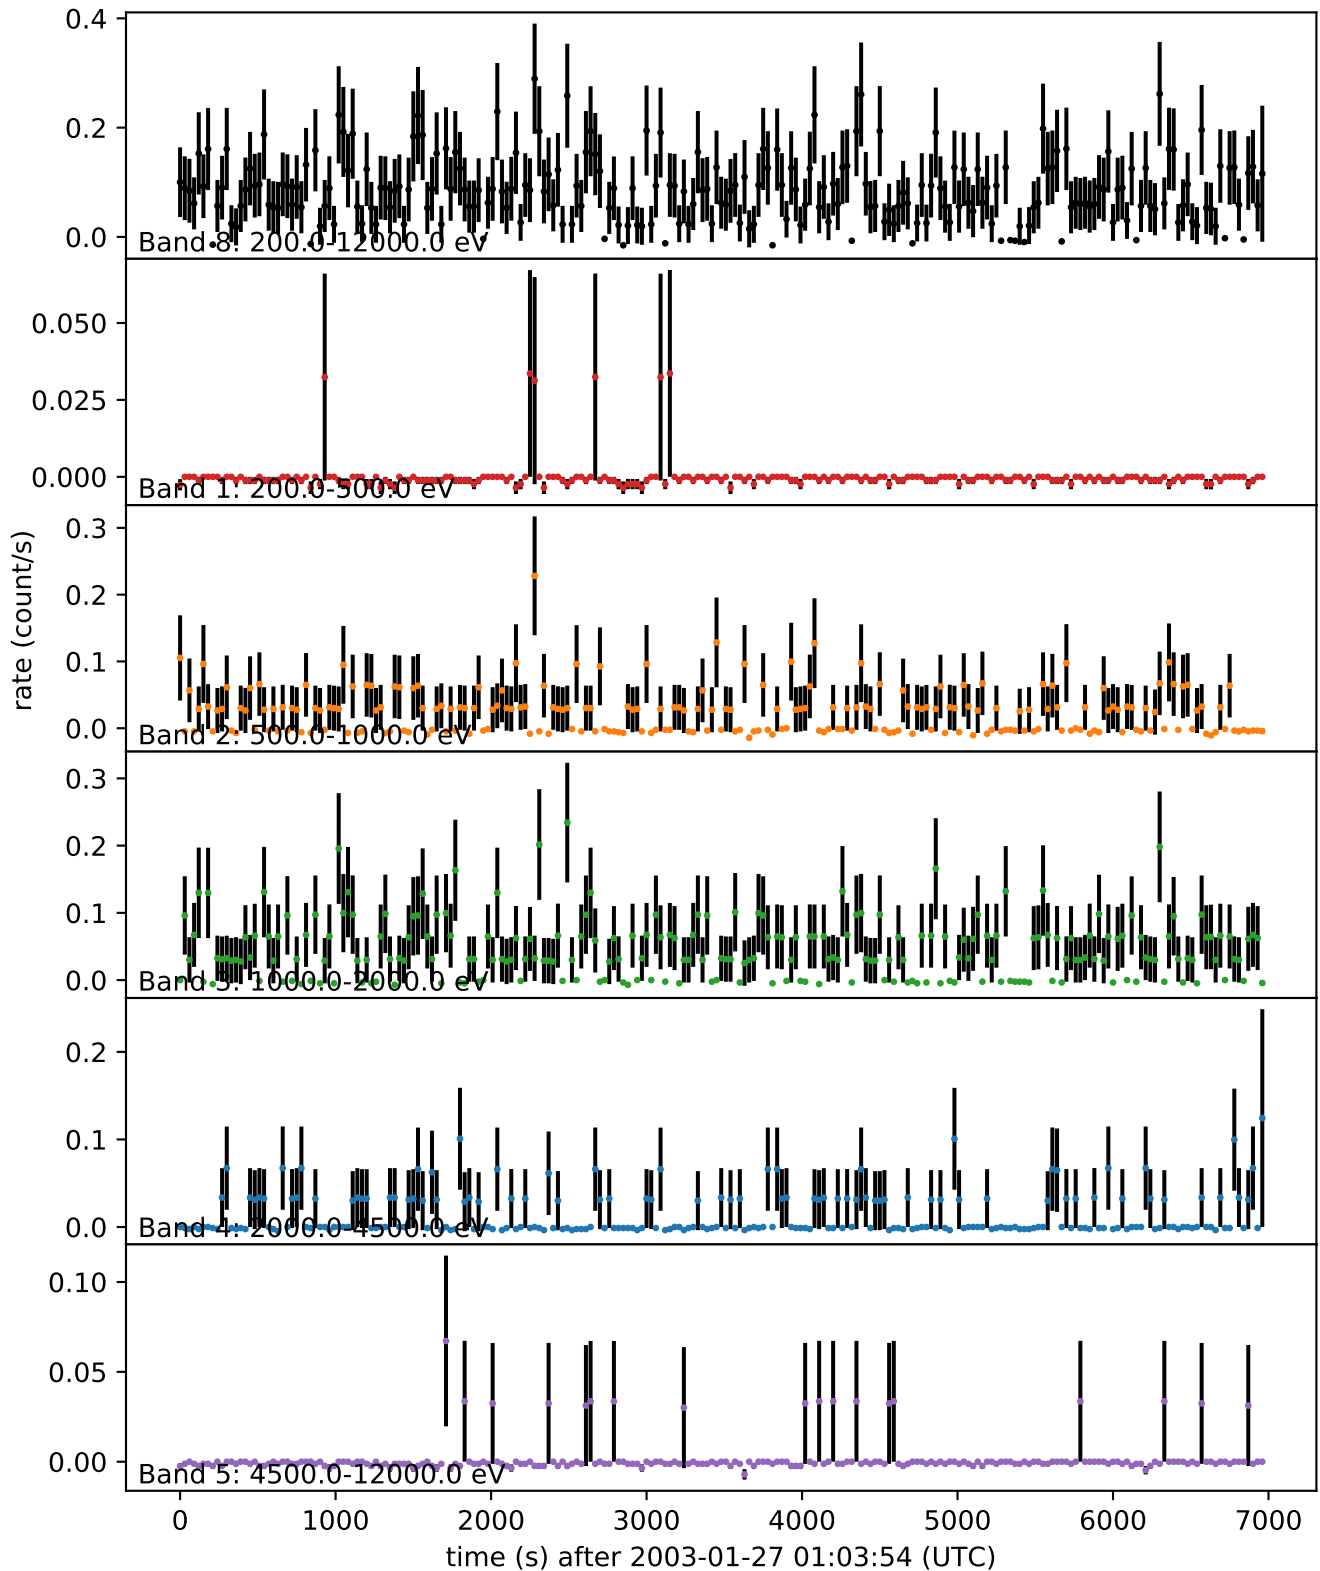 0.4
0.2
0.0
Band 8: 200.0-12000.0 eV
0.050
0.025
0.000
Band 1: 200.0-500.0 eV
0.3
0.2
0.1
0.0
Band 2: 500.0-1000.0 eV
rate (count/s)
0.3
0.2
0.1
0.0
Band 3: 1000.0-2000.0 eV
0.2
0.1
0.0
Band 4: 2000.0-4500.0 eV
0.10
0.05
0.00
Band 5: 4500.0-12000.0 eV
0 1000 2000 3000 4000 5000 6000 7000
time (s) after 2003-01-27 01:03:54 (UTC)